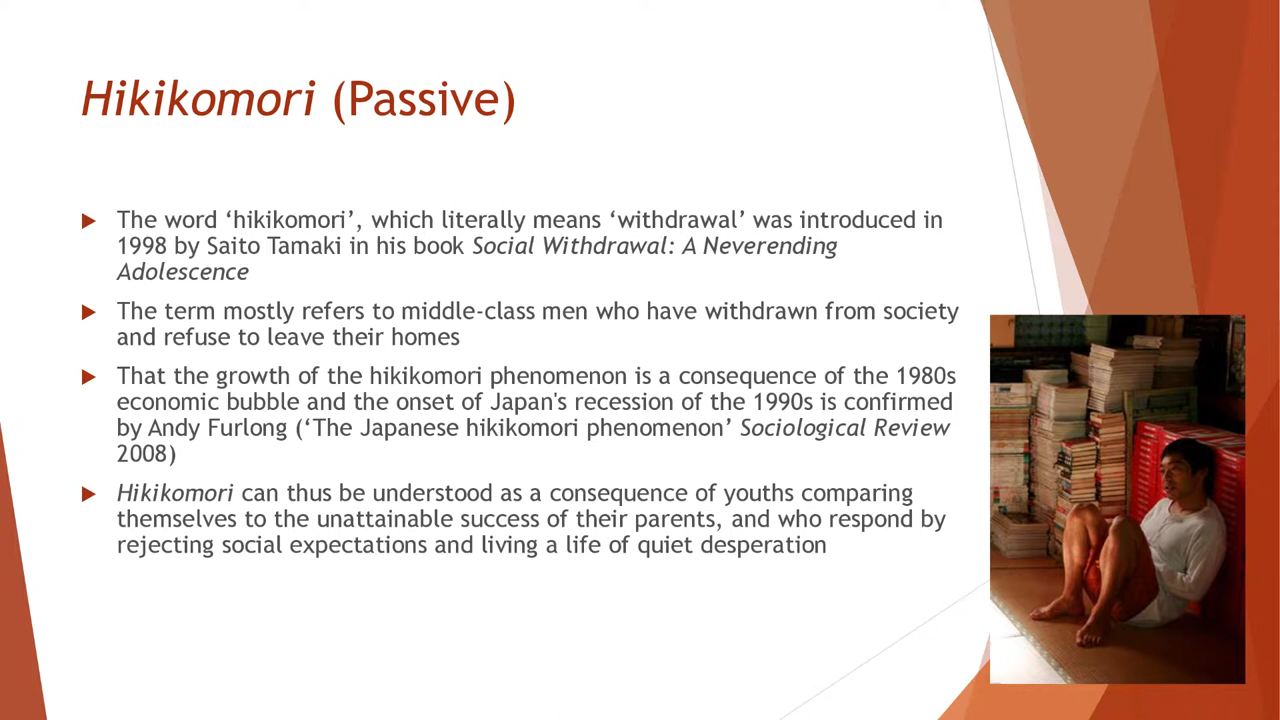 Hikikomori (Passive)
The word ‘hikikomori’, which literally means ‘withdrawal’ was introduced in
1998 by Saito Tamaki in his book Social Withdrawal: A Neverending
Adolescence
The term mostly refers to middle-class men who have withdrawn from society
and refuse to leave their homes
That the growth of the hikikomori phenomenon is a consequence of the 1980s
economic bubble and the onset of Japan's recession of the 1990s is confirmed
by Andy Furlong (‘The Japanese hikikomori phenomenon’ Sociological Review
2008)
Hikikomori can thus be understood as a consequence of youths comparing
themselves to the unattainable success of their parents, and who respond by
rejecting social expectations and living a life of quiet desperation